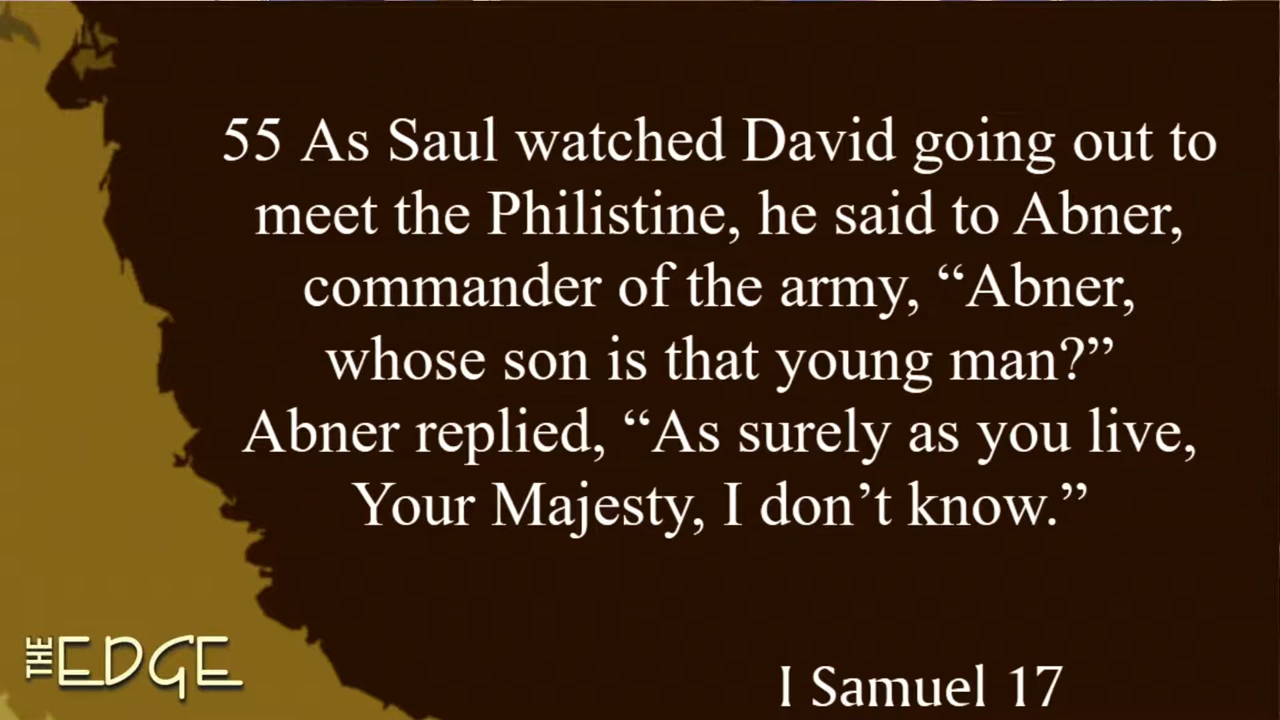 55 As Saul watched David going out to
meet the Philistine, he said to Abner,
commander of the army, “Abner,
whose son is that young man?”
Abner replied, “As surely as you live,
Your Majesty, I don’t know.”
THE EDGE
I Samuel 17